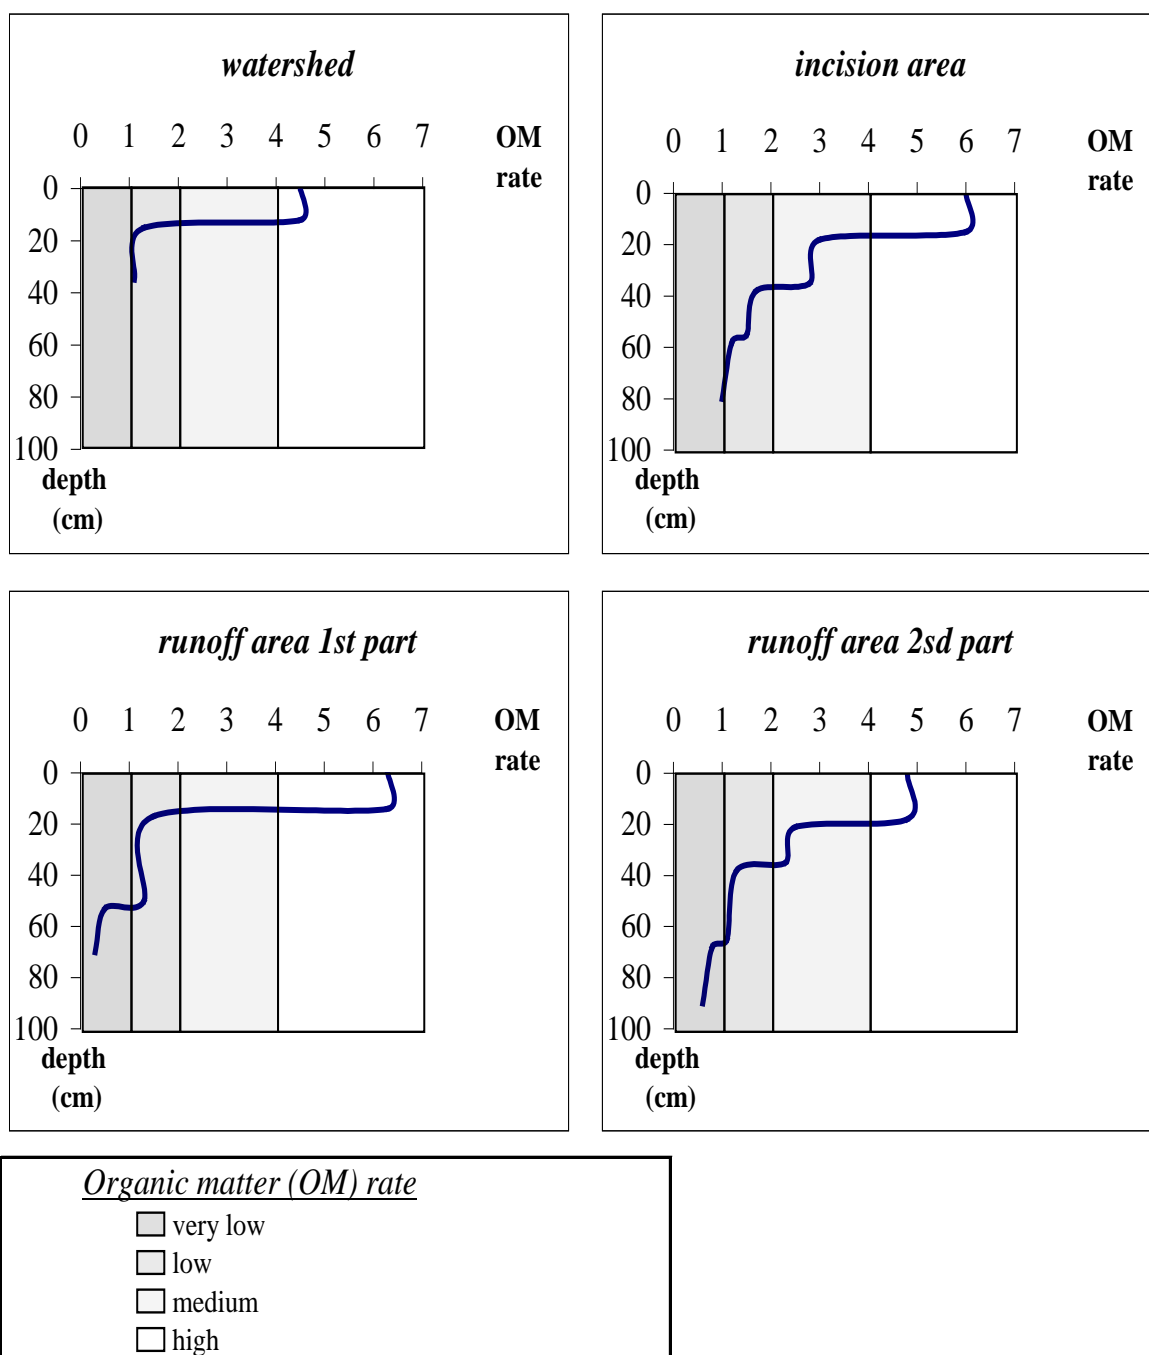 watershed
0 1 2 3 4 5 6 7 OM
rate
0
20
40
60
80
100
depth
(cm)
incision area
0 1 2 3 4 5 6 7 OM
rate
0
20
40
60
80
100
depth
(cm)
runoff area 1st part
0 1 2 3 4 5 6 7 OM
rate
0
20
40
60
80
100
depth
(cm)
runoff area 2sd part
0 1 2 3 4 5 6 7 OM
rate
0
20
40
60
80
100
depth
(cm)
Organic matter (OM) rate
very low
low
medium
high